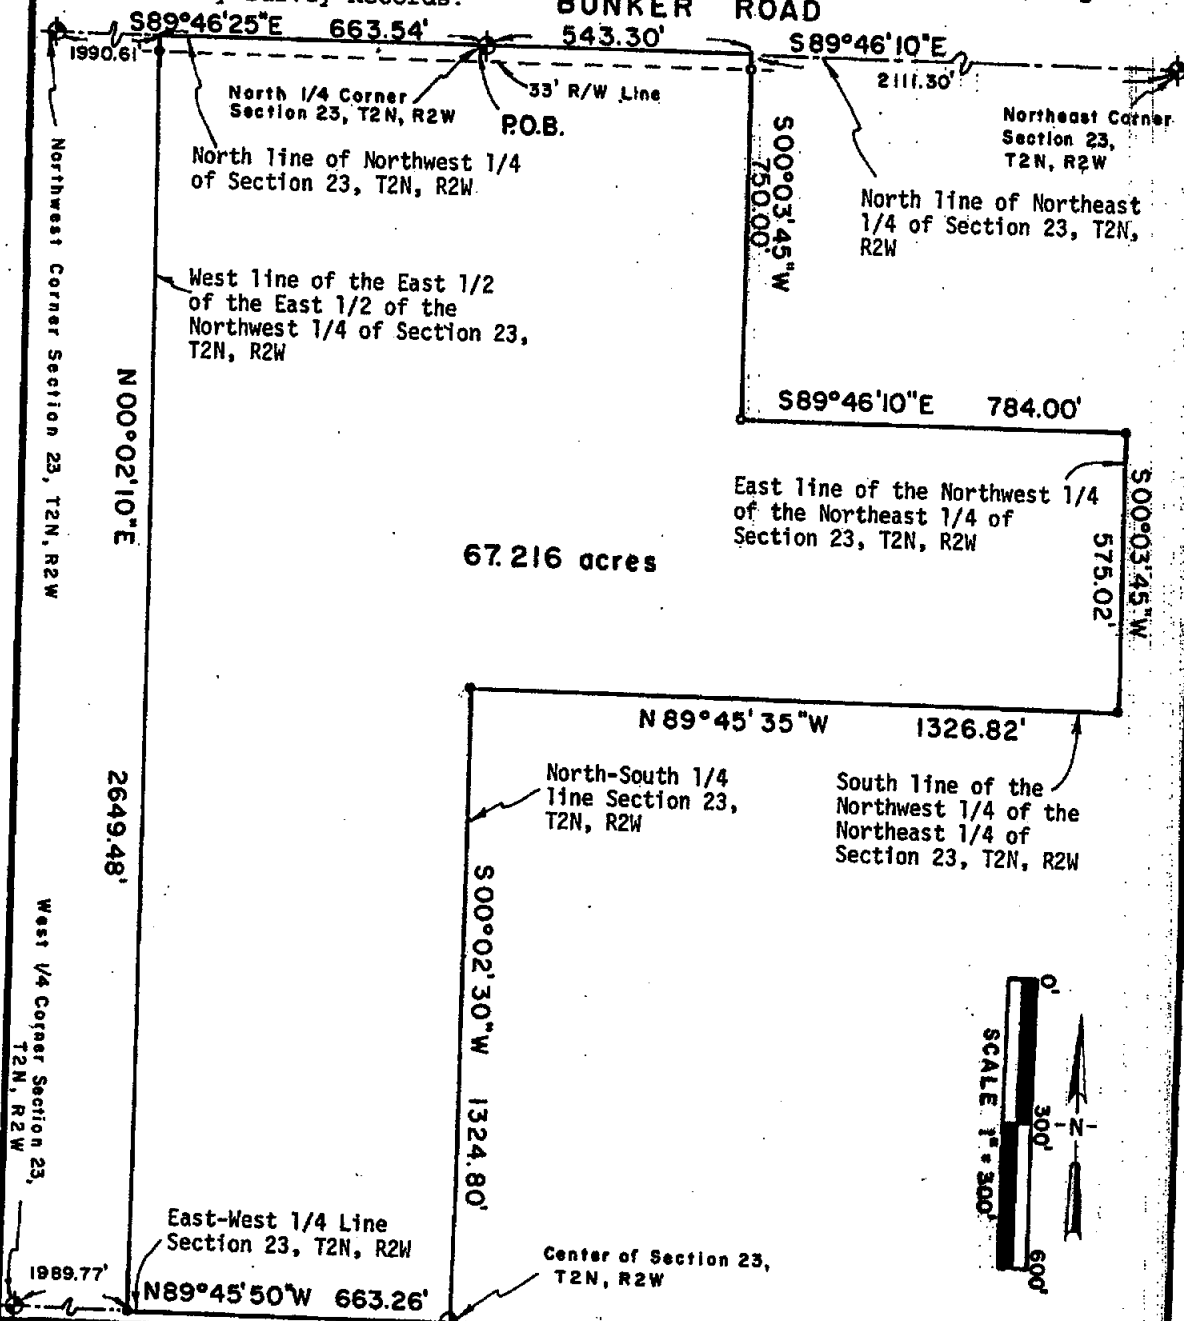 Survey Records.
BUNKER ROAD
S89°46'25"E 663.54'
543.30'
S89°46'10"E
1990.61'
2111.30'
North 1/4 Corner
Section 23, T2N, R2W
33' R/W Line
P.O.B.
Northeast Corner
Section 23,
T2N, R2W
North line of Northwest 1/4
of Section 23, T2N, R2W
S00°03'45"W
750.00'
North line of Northeast
1/4 of Section 23, T2N,
R2W
Northwest Corner Section 23, T2N, R2W
West line of the East 1/2
of the East 1/2 of the
Northwest 1/4 of Section 23,
T2N, R2W
N00°02'10"E
2649.48'
S89°46'10"E 784.00'
East line of the Northwest 1/4
of the Northeast 1/4 of
Section 23, T2N, R2W
S00°03'45"W
575.02'
67.216 acres
N89°45'35"W 1326.82'
North-South 1/4
line Section 23,
T2N, R2W
South line of the
Northwest 1/4 of the
Northeast 1/4 of
Section 23, T2N, R2W
S00°02'30"W 1324.80'
West 1/4 Corner Section 23,
T2N, R2W
0'
300'
600'
SCALE 1" = 300'
-N-
East-West 1/4 Line
Section 23, T2N, R2W
Center of Section 23,
T2N, R2W
1989.77'
N89°45'50"W 663.26'